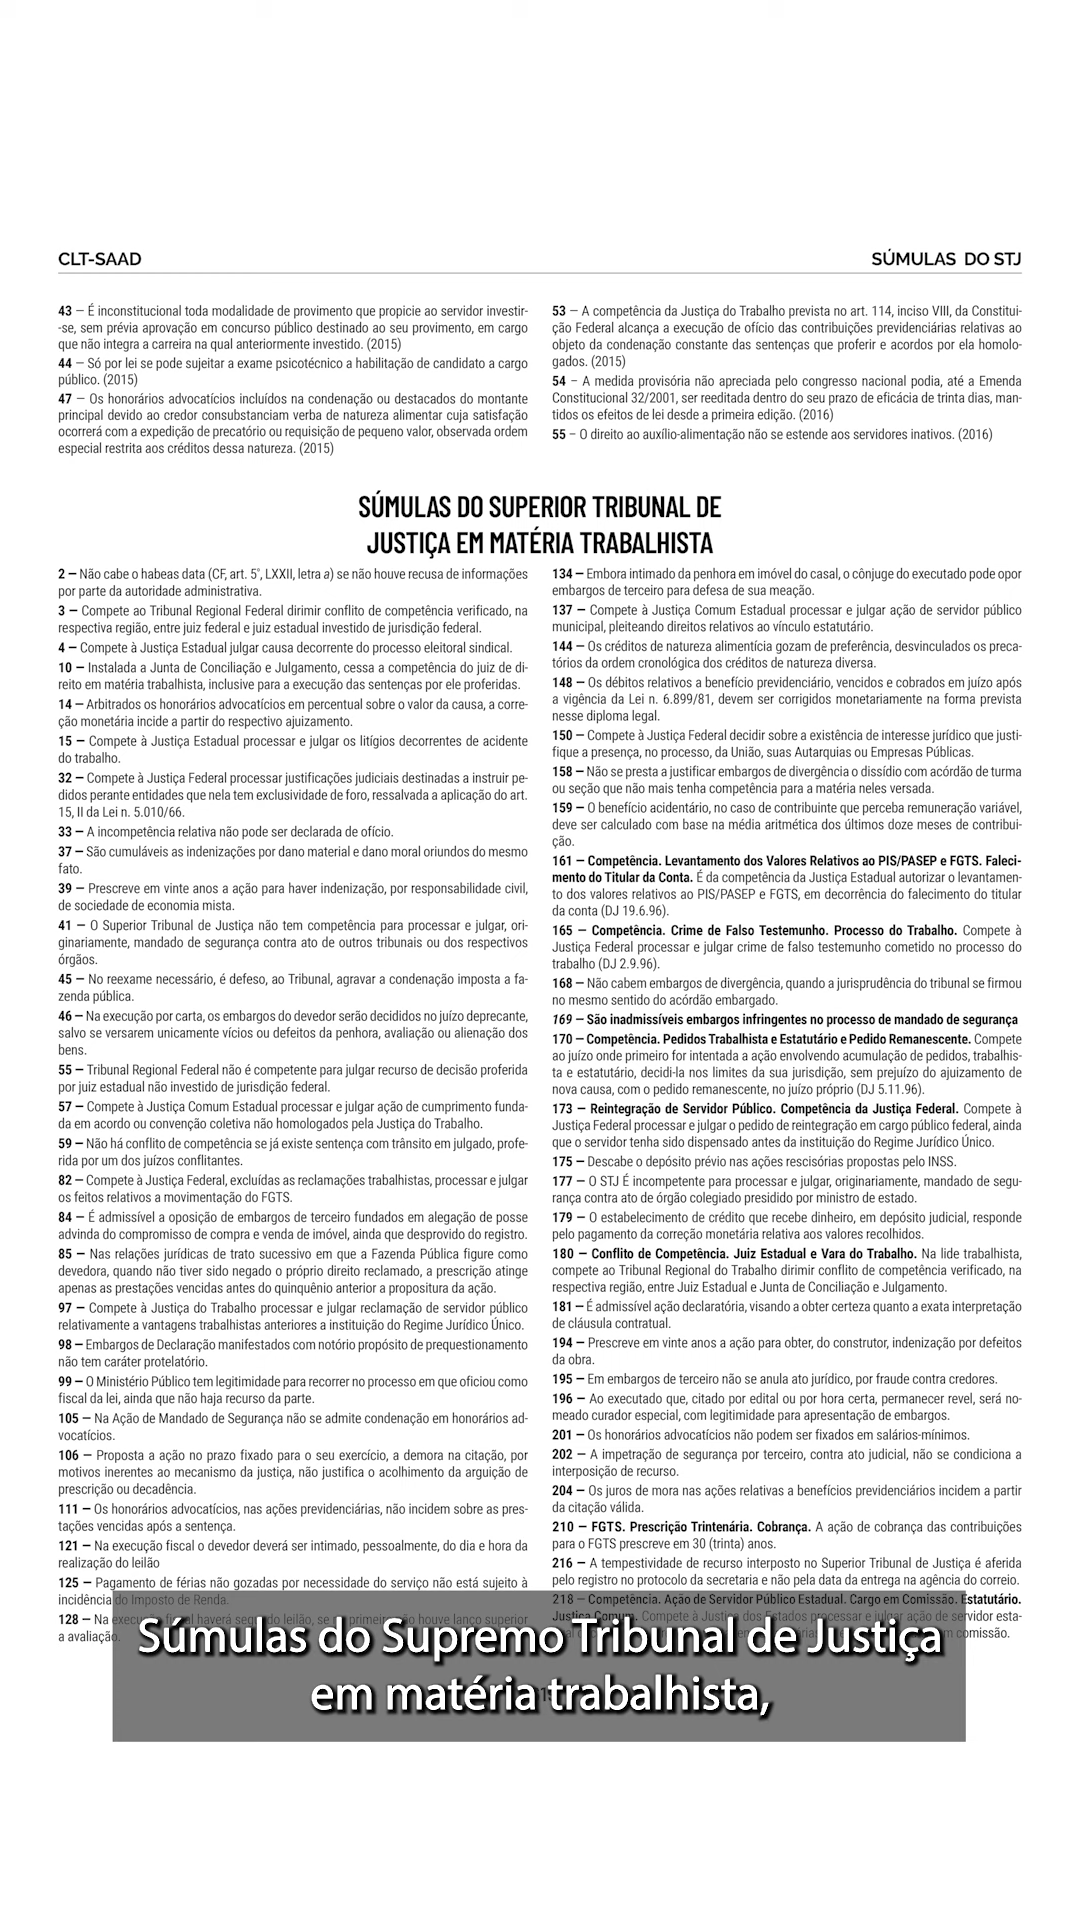 CLT-SAAD
SÚMULAS DO STJ
43 — É inconstitucional toda modalidade de provimento que propicie ao servidor investir-
-se, sem prévia aprovação em concurso público destinado ao seu provimento, em cargo
que não integra a carreira na qual anteriormente investido. (2015)
44 — Só por lei se pode sujeitar a exame psicotécnico a habilitação de candidato a cargo
público. (2015)
47 — Os honorários advocatícios incluídos na condenação ou destacados do montante
principal devido ao credor consubstanciam verba de natureza alimentar cuja satisfação
ocorrerá com a expedição de precatório ou requisição de pequeno valor, observada ordem
especial restrita aos créditos dessa natureza. (2015)
53 — A competência da Justiça do Trabalho prevista no art. 114, inciso VIII, da Constitui-
ção Federal alcança a execução de ofício das contribuições previdenciárias relativas ao
objeto da condenação constante das sentenças que proferir e acordos por ela homolo-
gados. (2015)
54 – A medida provisória não apreciada pelo congresso nacional podia, até a Emenda
Constitucional 32/2001, ser reeditada dentro do seu prazo de eficácia de trinta dias, man-
tidos os efeitos de lei desde a primeira edição. (2016)
55 – O direito ao auxílio-alimentação não se estende aos servidores inativos. (2016)
SÚMULAS DO SUPERIOR TRIBUNAL DE
JUSTIÇA EM MATÉRIA TRABALHISTA
2 — Não cabe o habeas data (CF, art. 5°, LXXII, letra a) se não houve recusa de informações
por parte da autoridade administrativa.
3 — Compete ao Tribunal Regional Federal dirimir conflito de competência verificado, na
respectiva região, entre juiz federal e juiz estadual investido de jurisdição federal.
4 — Compete à Justiça Estadual julgar causa decorrente do processo eleitoral sindical.
10 — Instalada a Junta de Conciliação e Julgamento, cessa a competência do juiz de di-
reito em matéria trabalhista, inclusive para a execução das sentenças por ele proferidas.
14 — Arbitrados os honorários advocatícios em percentual sobre o valor da causa, a corre-
ção monetária incide a partir do respectivo ajuizamento.
15 — Compete à Justiça Estadual processar e julgar os litígios decorrentes de acidente
do trabalho.
32 — Compete à Justiça Federal processar justificações judiciais destinadas a instruir pe-
didos perante entidades que nela tem exclusividade de foro, ressalvada a aplicação do art.
15, II da Lei n. 5.010/66.
33 — A incompetência relativa não pode ser declarada de ofício.
37 — São cumuláveis as indenizações por dano material e dano moral oriundos do mesmo
fato.
39 — Prescreve em vinte anos a ação para haver indenização, por responsabilidade civil,
de sociedade de economia mista.
41 — O Superior Tribunal de Justiça não tem competência para processar e julgar, ori-
ginariamente, mandado de segurança contra ato de outros tribunais ou dos respectivos
órgãos.
45 — No reexame necessário, é defeso, ao Tribunal, agravar a condenação imposta a fa-
zenda pública.
46 — Na execução por carta, os embargos do devedor serão decididos no juízo deprecante,
salvo se versarem unicamente vícios ou defeitos da penhora, avaliação ou alienação dos
bens.
55 — Tribunal Regional Federal não é competente para julgar recurso de decisão proferida
por juiz estadual não investido de jurisdição federal.
57 — Compete à Justiça Comum Estadual processar e julgar ação de cumprimento funda-
da em acordo ou convenção coletiva não homologados pela Justiça do Trabalho.
59 — Não há conflito de competência se já existe sentença com trânsito em julgado, profe-
rida por um dos juízos conflitantes.
82 — Compete à Justiça Federal, excluídas as reclamações trabalhistas, processar e julgar
os feitos relativos a movimentação do FGTS.
84 — É admissível a oposição de embargos de terceiro fundados em alegação de posse
advinda do compromisso de compra e venda de imóvel, ainda que desprovido do registro.
85 — Nas relações jurídicas de trato sucessivo em que a Fazenda Pública figure como
devedora, quando não tiver sido negado o próprio direito reclamado, a prescrição atinge
apenas as prestações vencidas antes do quinquênio anterior a propositura da ação.
97 — Compete à Justiça do Trabalho processar e julgar reclamação de servidor público
relativamente a vantagens trabalhistas anteriores a instituição do Regime Jurídico Único.
98 — Embargos de Declaração manifestados com notório propósito de prequestionamento
não tem caráter protelatório.
99 — O Ministério Público tem legitimidade para recorrer no processo em que oficiou como
fiscal da lei, ainda que não haja recurso da parte.
105 — Na Ação de Mandado de Segurança não se admite condenação em honorários ad-
vocatícios.
106 — Proposta a ação no prazo fixado para o seu exercício, a demora na citação, por
motivos inerentes ao mecanismo da justiça, não justifica o acolhimento da arguição de
prescrição ou decadência.
111 — Os honorários advocatícios, nas ações previdenciárias, não incidem sobre as pres-
tações vencidas após a sentença.
121 — Na execução fiscal o devedor deverá ser intimado, pessoalmente, do dia e hora da
realização do leilão
125 — Pagamento de férias não gozadas por necessidade do serviço não está sujeito à
incidência do Imposto de Renda.
128 — Na execução fiscal haverá segundo leilão, se no primeiro não houve lanço superior
a avaliação.
134 — Embora intimado da penhora em imóvel do casal, o cônjuge do executado pode opor
embargos de terceiro para defesa de sua meação.
137 — Compete à Justiça Comum Estadual processar e julgar ação de servidor público
municipal, pleiteando direitos relativos ao vínculo estatutário.
144 — Os créditos de natureza alimentícia gozam de preferência, desvinculados os preca-
tórios da ordem cronológica dos créditos de natureza diversa.
148 — Os débitos relativos a benefício previdenciário, vencidos e cobrados em juízo após
a vigência da Lei n. 6.899/81, devem ser corrigidos monetariamente na forma prevista
nesse diploma legal.
150 — Compete à Justiça Federal decidir sobre a existência de interesse jurídico que justi-
fique a presença, no processo, da União, suas Autarquias ou Empresas Públicas.
158 — Não se presta a justificar embargos de divergência o dissídio com acórdão de turma
ou seção que não mais tenha competência para a matéria neles versada.
159 — O benefício acidentário, no caso de contribuinte que perceba remuneração variável,
deve ser calculado com base na média aritmética dos últimos doze meses de contribui-
ção.
161 — Competência. Levantamento dos Valores Relativos ao PIS/PASEP e FGTS. Faleci-
mento do Titular da Conta. É da competência da Justiça Estadual autorizar o levantamen-
to dos valores relativos ao PIS/PASEP e FGTS, em decorrência do falecimento do titular
da conta (DJ 19.6.96).
165 — Competência. Crime de Falso Testemunho. Processo do Trabalho. Compete à
Justiça Federal processar e julgar crime de falso testemunho cometido no processo do
trabalho (DJ 2.9.96).
168 — Não cabem embargos de divergência, quando a jurisprudência do tribunal se firmou
no mesmo sentido do acórdão embargado.
169 — São inadmissíveis embargos infringentes no processo de mandado de segurança
170 — Competência. Pedidos Trabalhista e Estatutário e Pedido Remanescente. Compete
ao juízo onde primeiro for intentada a ação envolvendo acumulação de pedidos, trabalhis-
ta e estatutário, decidi-la nos limites da sua jurisdição, sem prejuízo do ajuizamento de
nova causa, com o pedido remanescente, no juízo próprio (DJ 5.11.96).
173 — Reintegração de Servidor Público. Competência da Justiça Federal. Compete à
Justiça Federal processar e julgar o pedido de reintegração em cargo público federal, ainda
que o servidor tenha sido dispensado antes da instituição do Regime Jurídico Único.
175 — Descabe o depósito prévio nas ações rescisórias propostas pelo INSS.
177 — O STJ É incompetente para processar e julgar, originariamente, mandado de segu-
rança contra ato de órgão colegiado presidido por ministro de estado.
179 — O estabelecimento de crédito que recebe dinheiro, em depósito judicial, responde
pelo pagamento da correção monetária relativa aos valores recolhidos.
180 — Conflito de Competência. Juiz Estadual e Vara do Trabalho. Na lide trabalhista,
compete ao Tribunal Regional do Trabalho dirimir conflito de competência verificado, na
respectiva região, entre Juiz Estadual e Junta de Conciliação e Julgamento.
181 — É admissível ação declaratória, visando a obter certeza quanto a exata interpretação
de cláusula contratual.
194 — Prescreve em vinte anos a ação para obter, do construtor, indenização por defeitos
da obra.
195 — Em embargos de terceiro não se anula ato jurídico, por fraude contra credores.
196 — Ao executado que, citado por edital ou por hora certa, permanecer revel, será no-
meado curador especial, com legitimidade para apresentação de embargos.
201 — Os honorários advocatícios não podem ser fixados em salários-mínimos.
202 — A impetração de segurança por terceiro, contra ato judicial, não se condiciona a
interposição de recurso.
204 — Os juros de mora nas ações relativas a benefícios previdenciários incidem a partir
da citação válida.
210 — FGTS. Prescrição Trintenária. Cobrança. A ação de cobrança das contribuições
para o FGTS prescreve em 30 (trinta) anos.
216 — A tempestividade de recurso interposto no Superior Tribunal de Justiça é aferida
pelo registro no protocolo da secretaria e não pela data da entrega na agência do correio.
218 — Competência. Ação de Servidor Público Estadual. Cargo em Comissão. Estatutário.
Justiça Comum. Compete à Justiça dos Estados processar e julgar ação de servidor esta-
comissão.
Súmulas do Supremo Tribunal de Justiça
em matéria trabalhista,